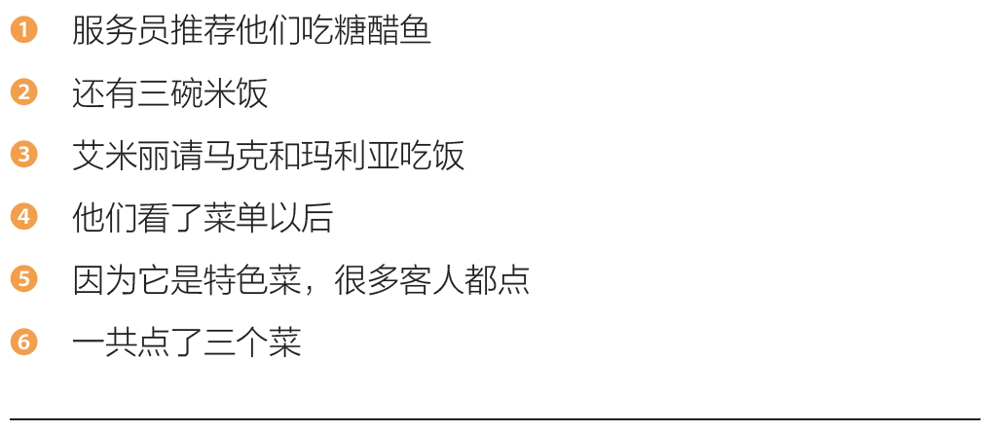 1 服务员推荐他们吃糖醋鱼
2 还有三碗米饭
3 艾米丽请马克和玛利亚吃饭
4 他们看了菜单以后
5 因为它是特色菜，很多客人都点
6 一共点了三个菜